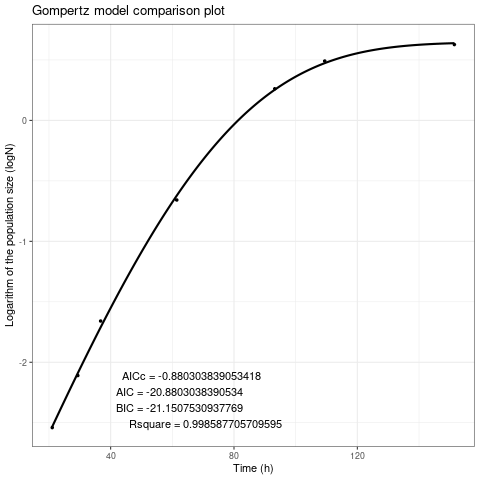 Gompertz model comparison plot
Logarithm of the population size (logN)
0
-1
-2
AICc = -0.880303839053418
AIC = -20.8803038390534
BIC = -21.1507530937769
Rsquare = 0.998587705709595
40 80 120
Time (h)